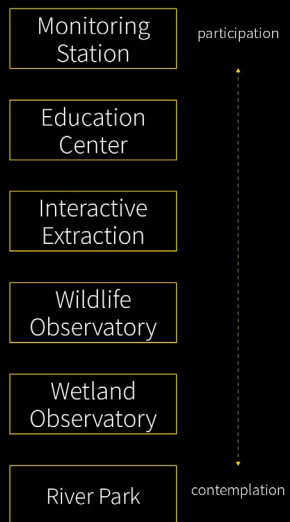 Monitoring
Station
participation
Education
Center
Interactive
Extraction
Wildlife
Observatory
Wetland
Observatory
River Park
contemplation